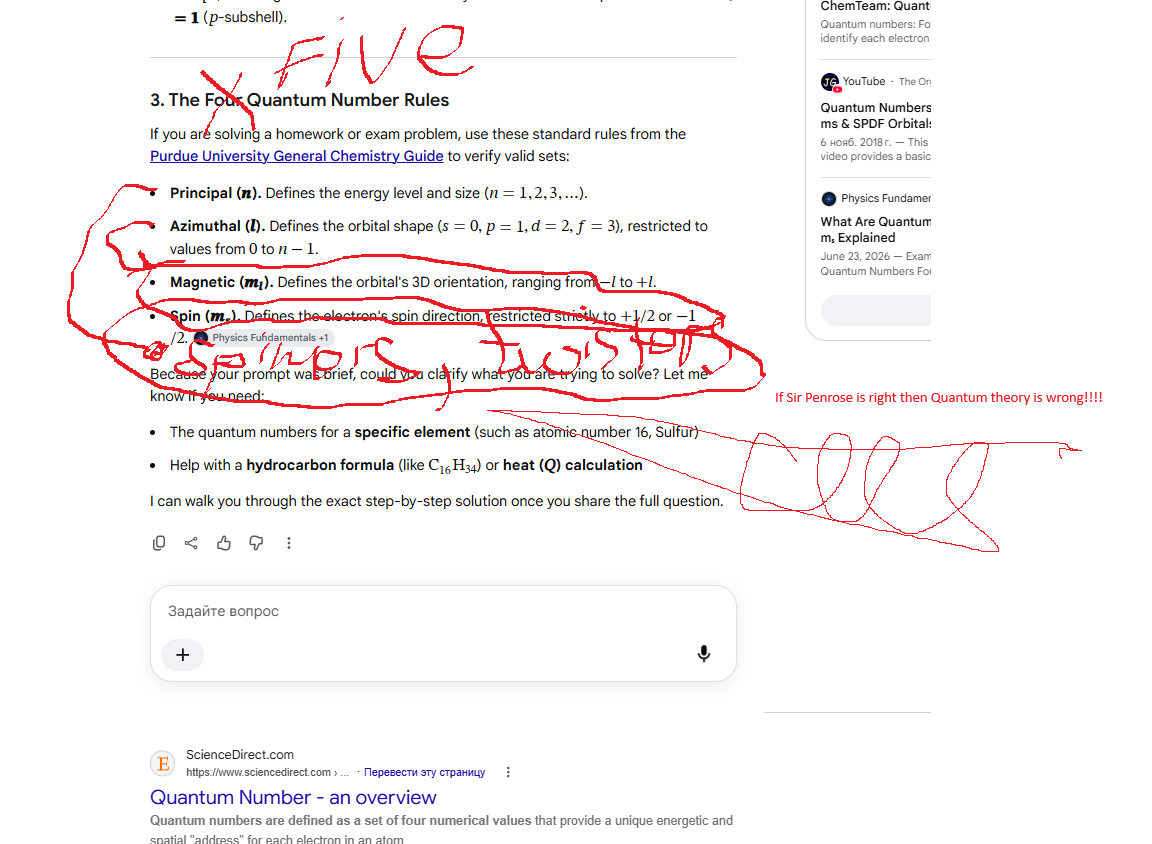 = 1 (p-subshell).
FIVE
3. The Four Quantum Number Rules
If you are solving a homework or exam problem, use these standard rules from the
Purdue University General Chemistry Guide to verify valid sets:
• Principal (n). Defines the energy level and size (n = 1, 2, 3, …).
• Azimuthal (l). Defines the orbital shape (s = 0, p = 1, d = 2, f = 3), restricted to
values from 0 to n − 1.
• Magnetic (mₗ). Defines the orbital's 3D orientation, ranging from −l to +l.
• Spin (mₛ). Defines the electron's spin direction, restricted strictly to +1/2 or −1
/2. Physics Fundamentals +1
Spinors, twistors
Because your prompt was brief, could you clarify what you are trying to solve? Let me
know if you need:
• The quantum numbers for a specific element (such as atomic number 16, Sulfur)
• Help with a hydrocarbon formula (like C₁₆H₃₄) or heat (Q) calculation
I can walk you through the exact step-by-step solution once you share the full question.
Задайте вопрос
ScienceDirect.com
https://www.sciencedirect.com › ... · Перевести эту страницу
Quantum Number - an overview
Quantum numbers are defined as a set of four numerical values that provide a unique energetic and
spatial "address" for each electron in an atom
ChemTeam: Quant
Quantum numbers: Fo
identify each electron
YouTube · The Or
Quantum Numbers
ms & SPDF Orbitals
6 нояб. 2018 г. — This
video provides a basic
Physics Fundamen
What Are Quantum
m, Explained
June 23, 2026 — Exam
Quantum Numbers Fo
If Sir Penrose is right then Quantum theory is wrong!!!!